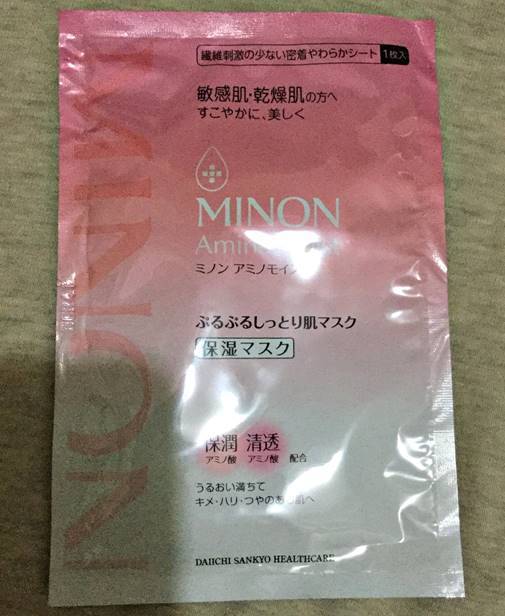 繊維刺激の少ない密着やわらかシート 1枚入
敏感肌・乾燥肌の方へ
すこやかに、美しく
MINON
MINON
Amino
ミノン アミノモイ
ぷるぷるしっとり肌マスク
保湿マスク
保潤 清透
アミノ酸 アミノ酸 配合
うるおい満ちて
キメ・ハリ・つやのある肌へ
DAIICHI SANKYO HEALTHCARE